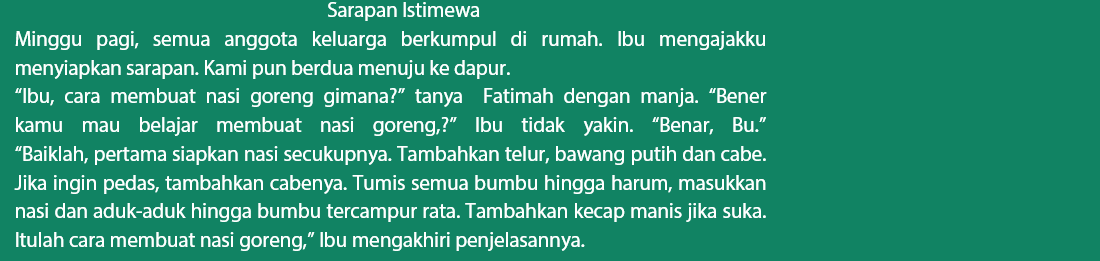 Sarapan Istimewa
Minggu pagi, semua anggota keluarga berkumpul di rumah. Ibu mengajakku
menyiapkan sarapan. Kami pun berdua menuju ke dapur.
“Ibu, cara membuat nasi goreng gimana?” tanya  Fatimah dengan manja. “Bener
kamu mau belajar membuat nasi goreng,?” Ibu tidak yakin. “Benar, Bu.”
“Baiklah, pertama siapkan nasi secukupnya. Tambahkan telur, bawang putih dan cabe.
Jika ingin pedas, tambahkan cabenya. Tumis semua bumbu hingga harum, masukkan
nasi dan aduk-aduk hingga bumbu tercampur rata. Tambahkan kecap manis jika suka.
Itulah cara membuat nasi goreng,” Ibu mengakhiri penjelasannya.